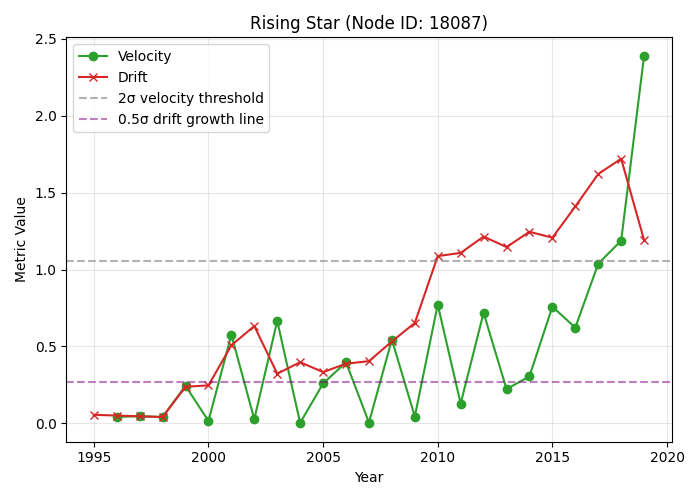 Rising Star (Node ID: 18087)
Velocity
Drift
2σ velocity threshold
0.5σ drift growth line
Metric Value
2.5
2.0
1.5
1.0
0.5
0.0
1995 2000 2005 2010 2015 2020
Year